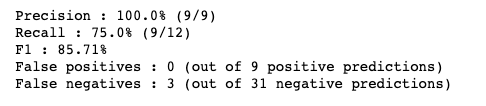 Precision : 100.0% (9/9)
Recall : 75.0% (9/12)
F1 : 85.71%
False positives : 0 (out of 9 positive predictions)
False negatives : 3 (out of 31 negative predictions)